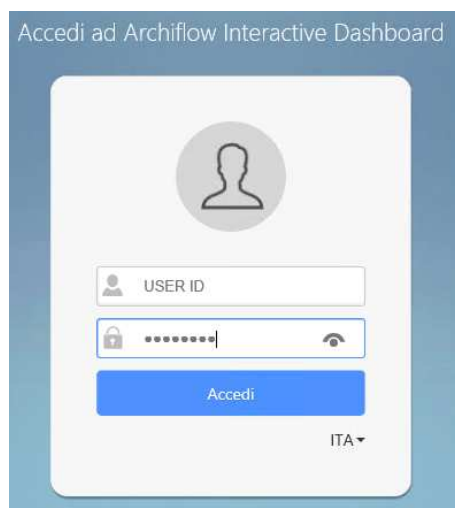 Accedi ad Archiflow Interactive Dashboard
USER ID
••••••••
Accedi
ITA